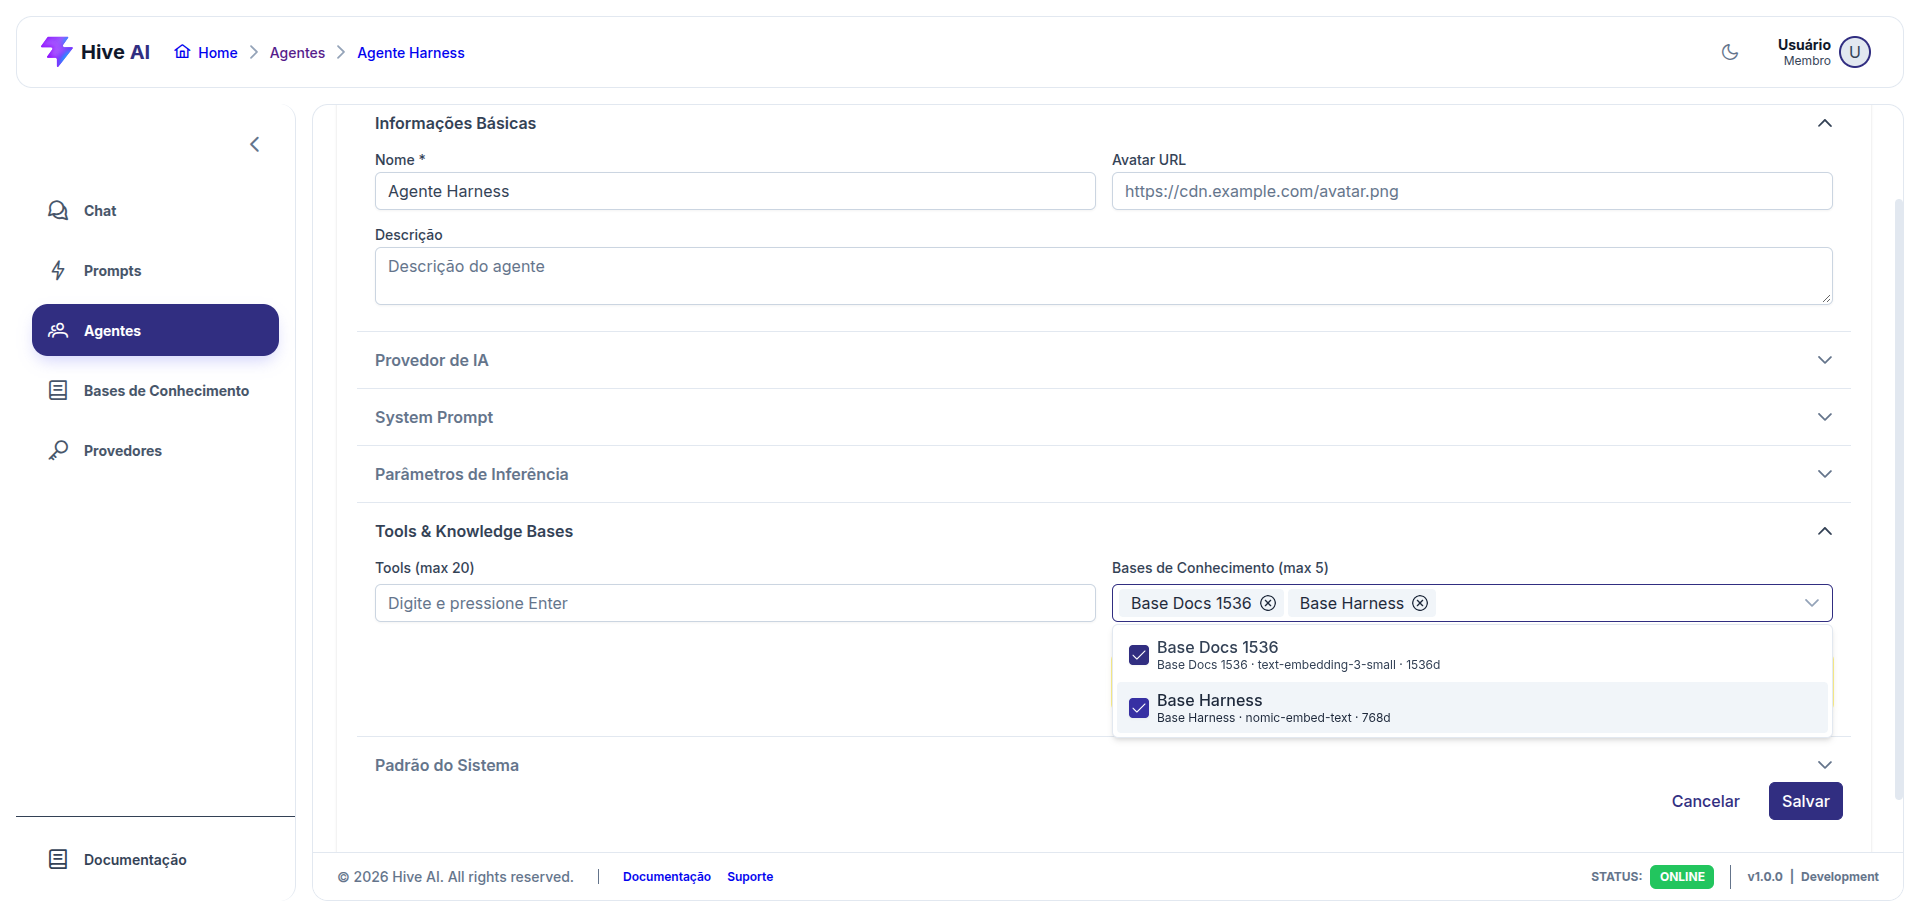 Hive AI
Home
Agentes
Agente Harness
Usuário
Membro
U
Chat
Prompts
Agentes
Bases de Conhecimento
Provedores
Documentação
Informações Básicas
Nome *
Avatar URL
Agente Harness
https://cdn.example.com/avatar.png
Descrição
Descrição do agente
Provedor de IA
System Prompt
Parâmetros de Inferência
Tools & Knowledge Bases
Tools (max 20)
Bases de Conhecimento (max 5)
Digite e pressione Enter
Base Docs 1536
Base Harness
Base Docs 1536
Base Docs 1536 · text-embedding-3-small · 1536d
Base Harness
Base Harness · nomic-embed-text · 768d
Padrão do Sistema
Cancelar
Salvar
© 2026 Hive AI. All rights reserved. | Documentação Suporte
STATUS: ONLINE | v1.0.0 | Development